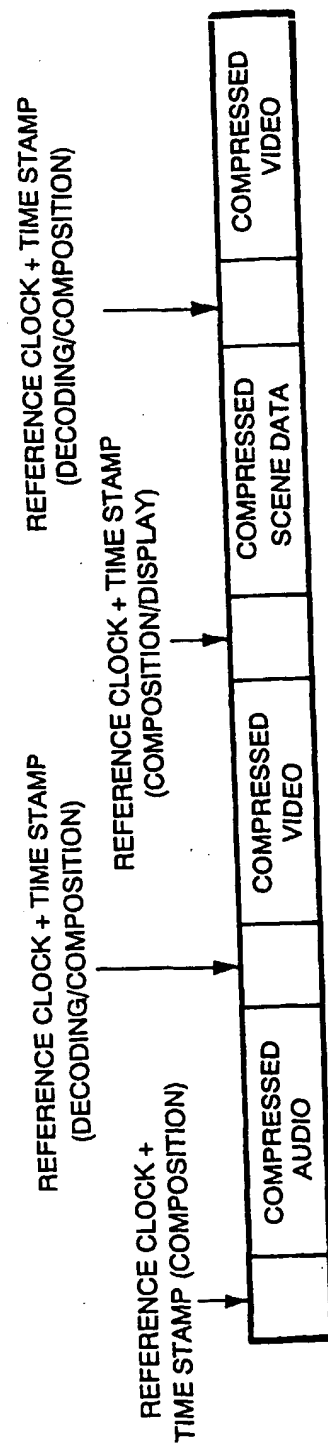 REFERENCE CLOCK +
TIME STAMP (COMPOSITION)
REFERENCE CLOCK + TIME STAMP
(DECODING/COMPOSITION)
REFERENCE CLOCK + TIME STAMP
(COMPOSITION/DISPLAY)
REFERENCE CLOCK + TIME STAMP
(DECODING/COMPOSITION)
COMPRESSED
AUDIO
COMPRESSED
VIDEO
COMPRESSED
SCENE DATA
COMPRESSED
VIDEO